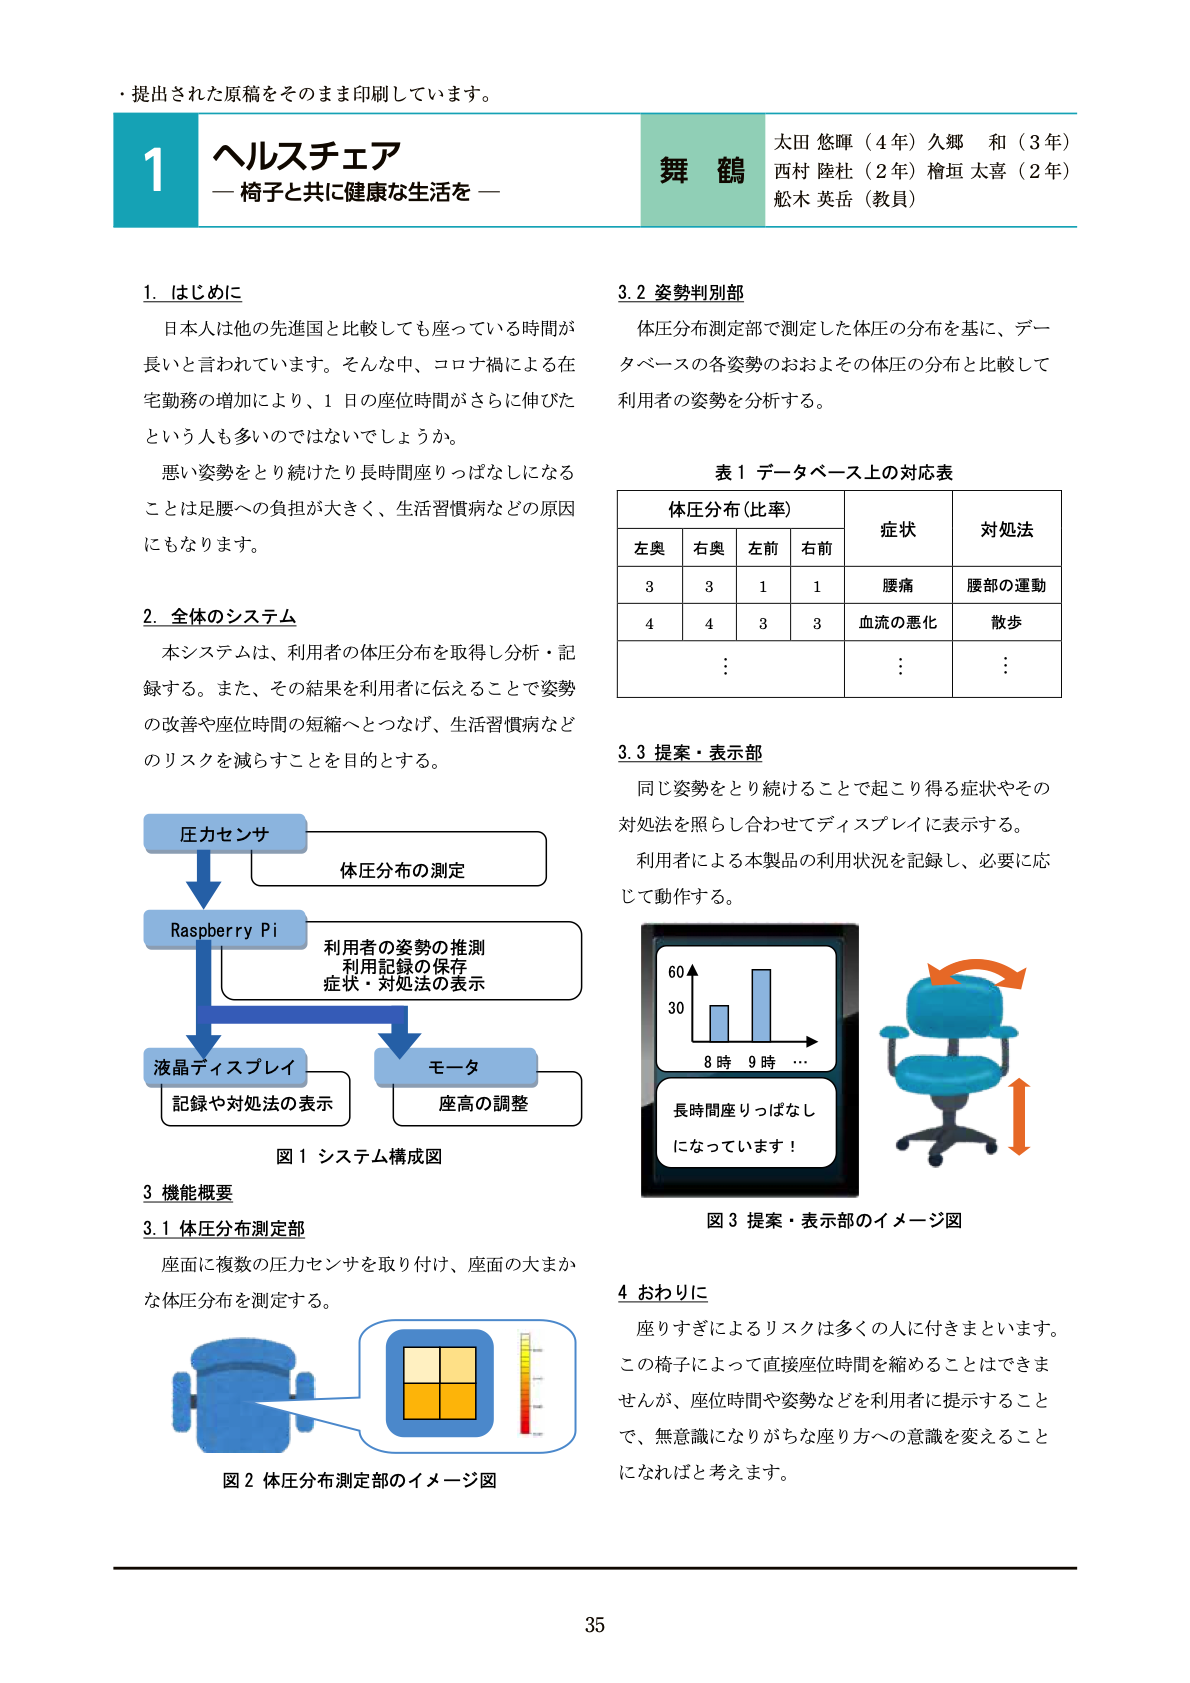 ・提出された原稿をそのまま印刷しています。
1
ヘルスチェア
― 椅子と共に健康な生活を ―
舞 鶴
太田 悠暉（４年）久郷　和（３年）
西村 陸杜（２年）檜垣 太喜（２年）
舩木 英岳（教員）
1. はじめに
日本人は他の先進国と比較しても座っている時間が
長いと言われています。そんな中、コロナ禍による在
宅勤務の増加により、1 日の座位時間がさらに伸びた
という人も多いのではないでしょうか。
悪い姿勢をとり続けたり長時間座りっぱなしになる
ことは足腰への負担が大きく、生活習慣病などの原因
にもなります。
2. 全体のシステム
本システムは、利用者の体圧分布を取得し分析・記
録する。また、その結果を利用者に伝えることで姿勢
の改善や座位時間の短縮へとつなげ、生活習慣病など
のリスクを減らすことを目的とする。
圧力センサ
体圧分布の測定
Raspberry Pi
利用者の姿勢の推測
利用記録の保存
症状・対処法の表示
液晶ディスプレイ
モータ
記録や対処法の表示
座高の調整
図 1 システム構成図
3 機能概要
3.1 体圧分布測定部
座面に複数の圧力センサを取り付け、座面の大まか
な体圧分布を測定する。
図 2 体圧分布測定部のイメージ図
3.2 姿勢判別部
体圧分布測定部で測定した体圧の分布を基に、デー
タベースの各姿勢のおおよその体圧の分布と比較して
利用者の姿勢を分析する。
表 1 データベース上の対応表
体圧分布(比率) 症状 対処法
左奥 右奥 左前 右前
3 3 1 1 腰痛 腰部の運動
4 4 3 3 血流の悪化 散歩
⋮ ⋮ ⋮
3.3 提案・表示部
同じ姿勢をとり続けることで起こり得る症状やその
対処法を照らし合わせてディスプレイに表示する。
利用者による本製品の利用状況を記録し、必要に応
じて動作する。
60
30
8 時 9 時 …
長時間座りっぱなし
になっています！
図 3 提案・表示部のイメージ図
4 おわりに
座りすぎによるリスクは多くの人に付きまといます。
この椅子によって直接座位時間を縮めることはできま
せんが、座位時間や姿勢などを利用者に提示すること
で、無意識になりがちな座り方への意識を変えること
になればと考えます。
35